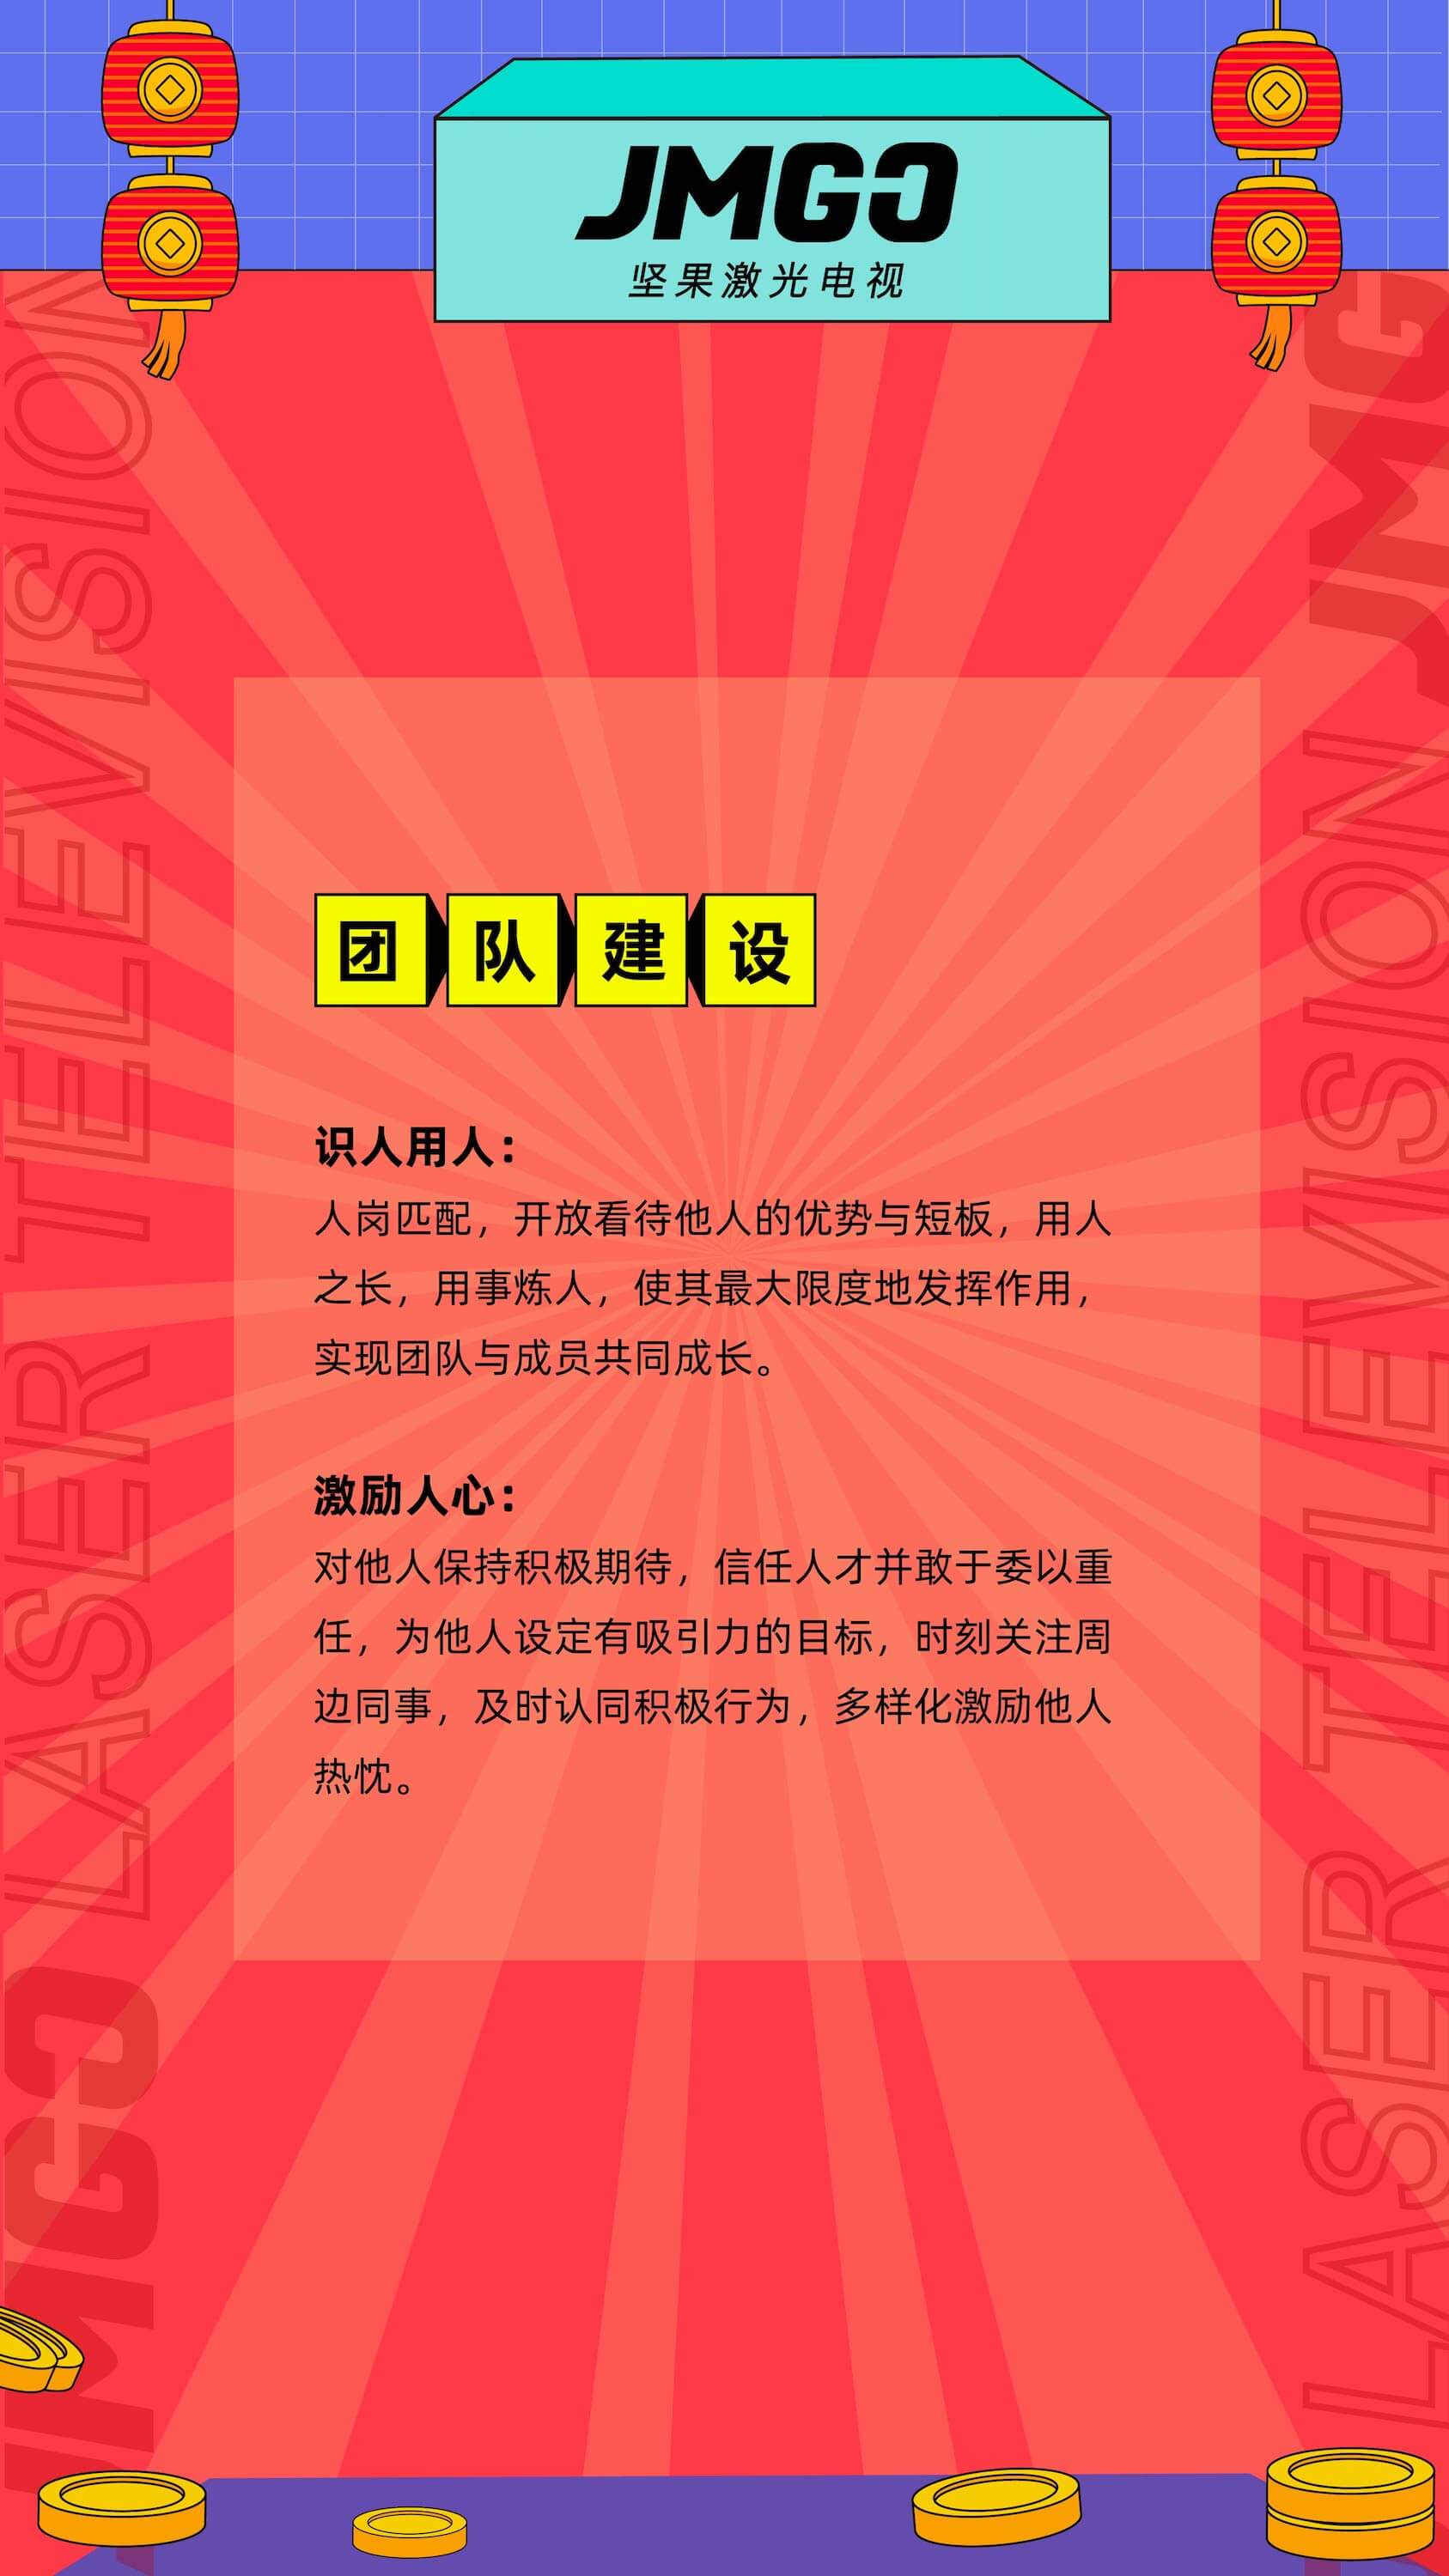 JMGO
坚果激光电视
团队建设
识人用人：
人岗匹配，开放看待他人的优势与短板，用人
之长，用事炼人，使其最大限度地发挥作用，
实现团队与成员共同成长。
激励人心：
对他人保持积极期待，信任人才并敢于委以重
任，为他人设定有吸引力的目标，时刻关注周
边同事，及时认同积极行为，多样化激励他人
热忱。
JMGO LASER TELEVISION
LASER TELEVISION JMG